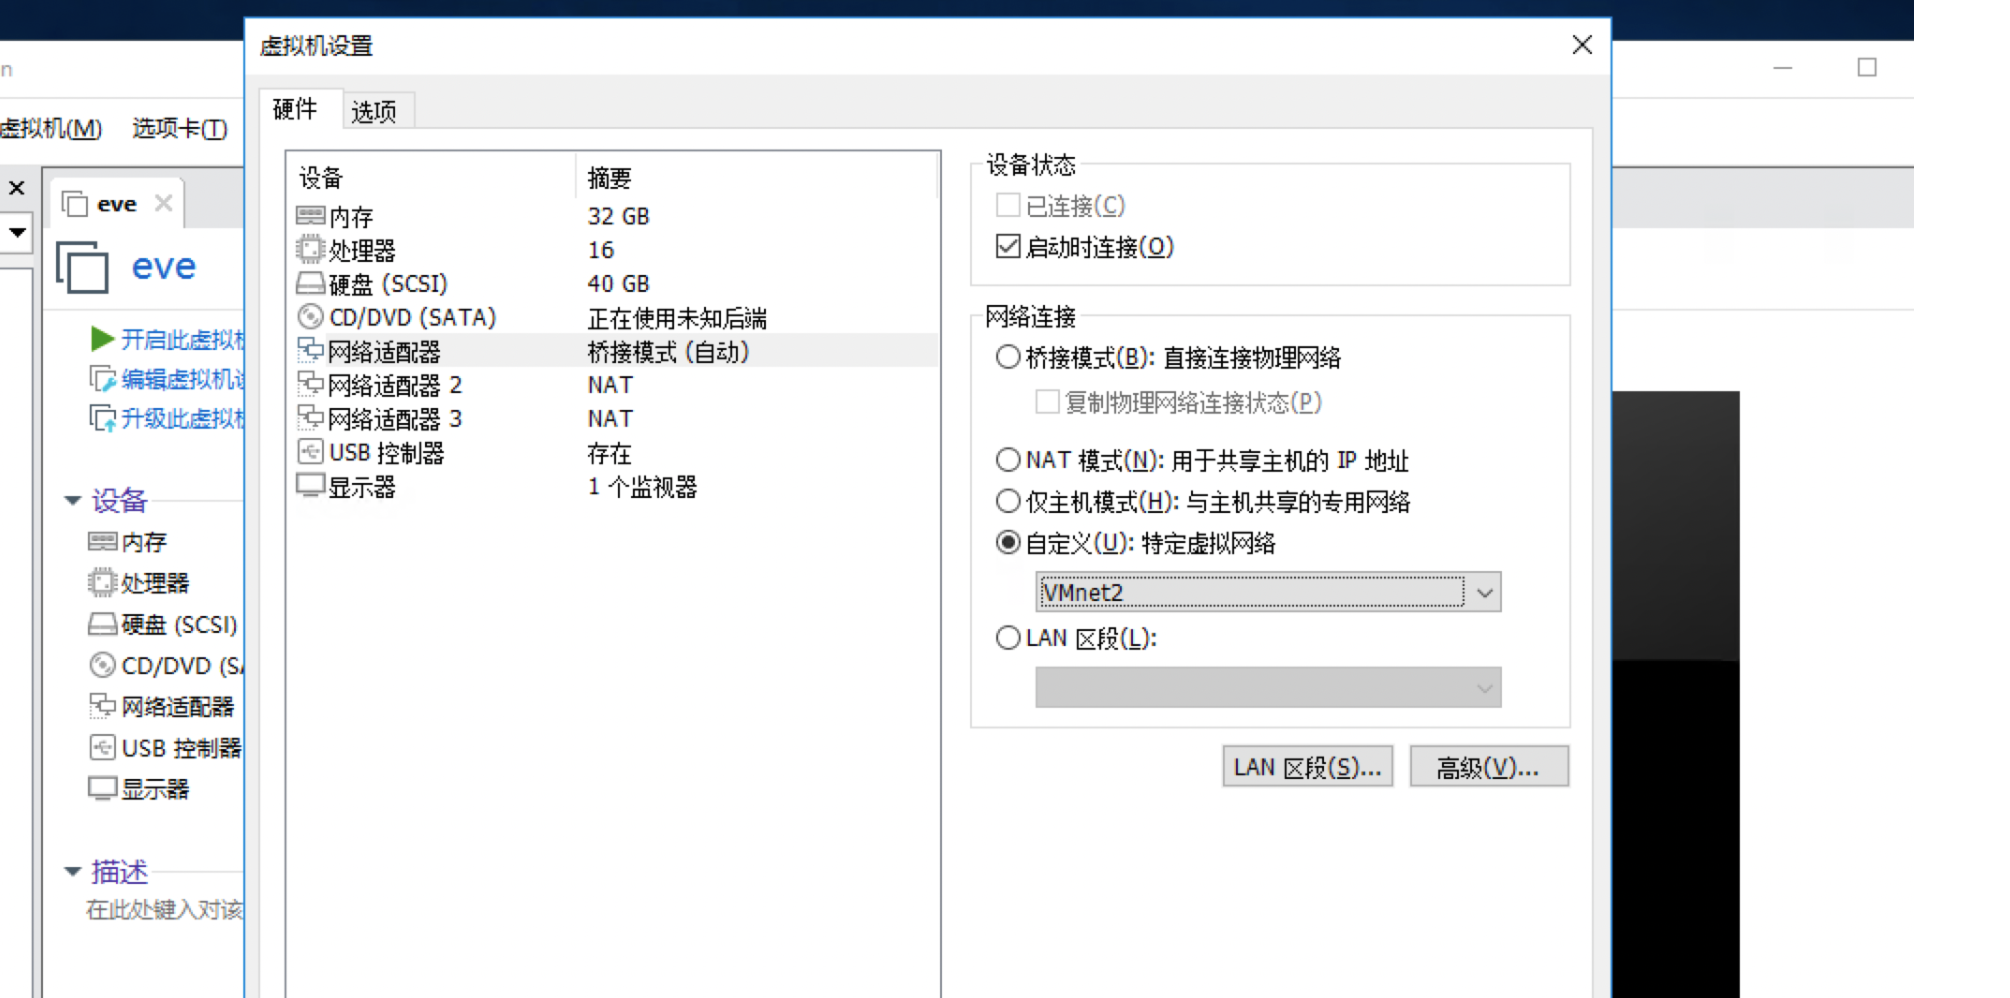 虚拟机设置
n
虚拟机(M) 选项卡(T)
硬件
选项
eve
eve
开启此虚拟
编辑虚拟机
升级此虚拟
设备
内存
处理器
硬盘 (SCSI)
CD/DVD (SA
网络适配器
USB 控制器
显示器
描述
在此处键入对该
设备 摘要
内存 32 GB
处理器 16
硬盘 (SCSI) 40 GB
CD/DVD (SATA) 正在使用未知后端
网络适配器 桥接模式 (自动)
网络适配器 2 NAT
网络适配器 3 NAT
USB 控制器 存在
显示器 1 个监视器
设备状态
已连接(C)
启动时连接(O)
网络连接
桥接模式(B): 直接连接物理网络
复制物理网络连接状态(P)
NAT 模式(N): 用于共享主机的 IP 地址
仅主机模式(H): 与主机共享的专用网络
自定义(U): 特定虚拟网络
VMnet2
LAN 区段(L):
LAN 区段(S)... 高级(V)...